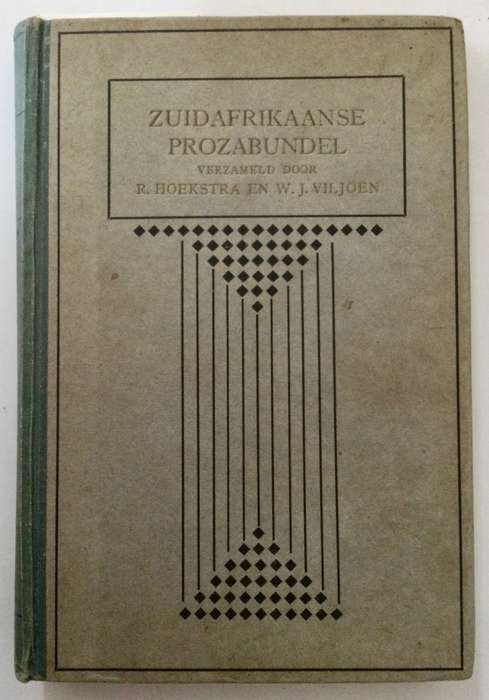 ZUIDAFRIKAANSE
PROZABUNDEL
VERZAMELD DOOR
R. HOEKSTRA EN W. J. VILJOEN